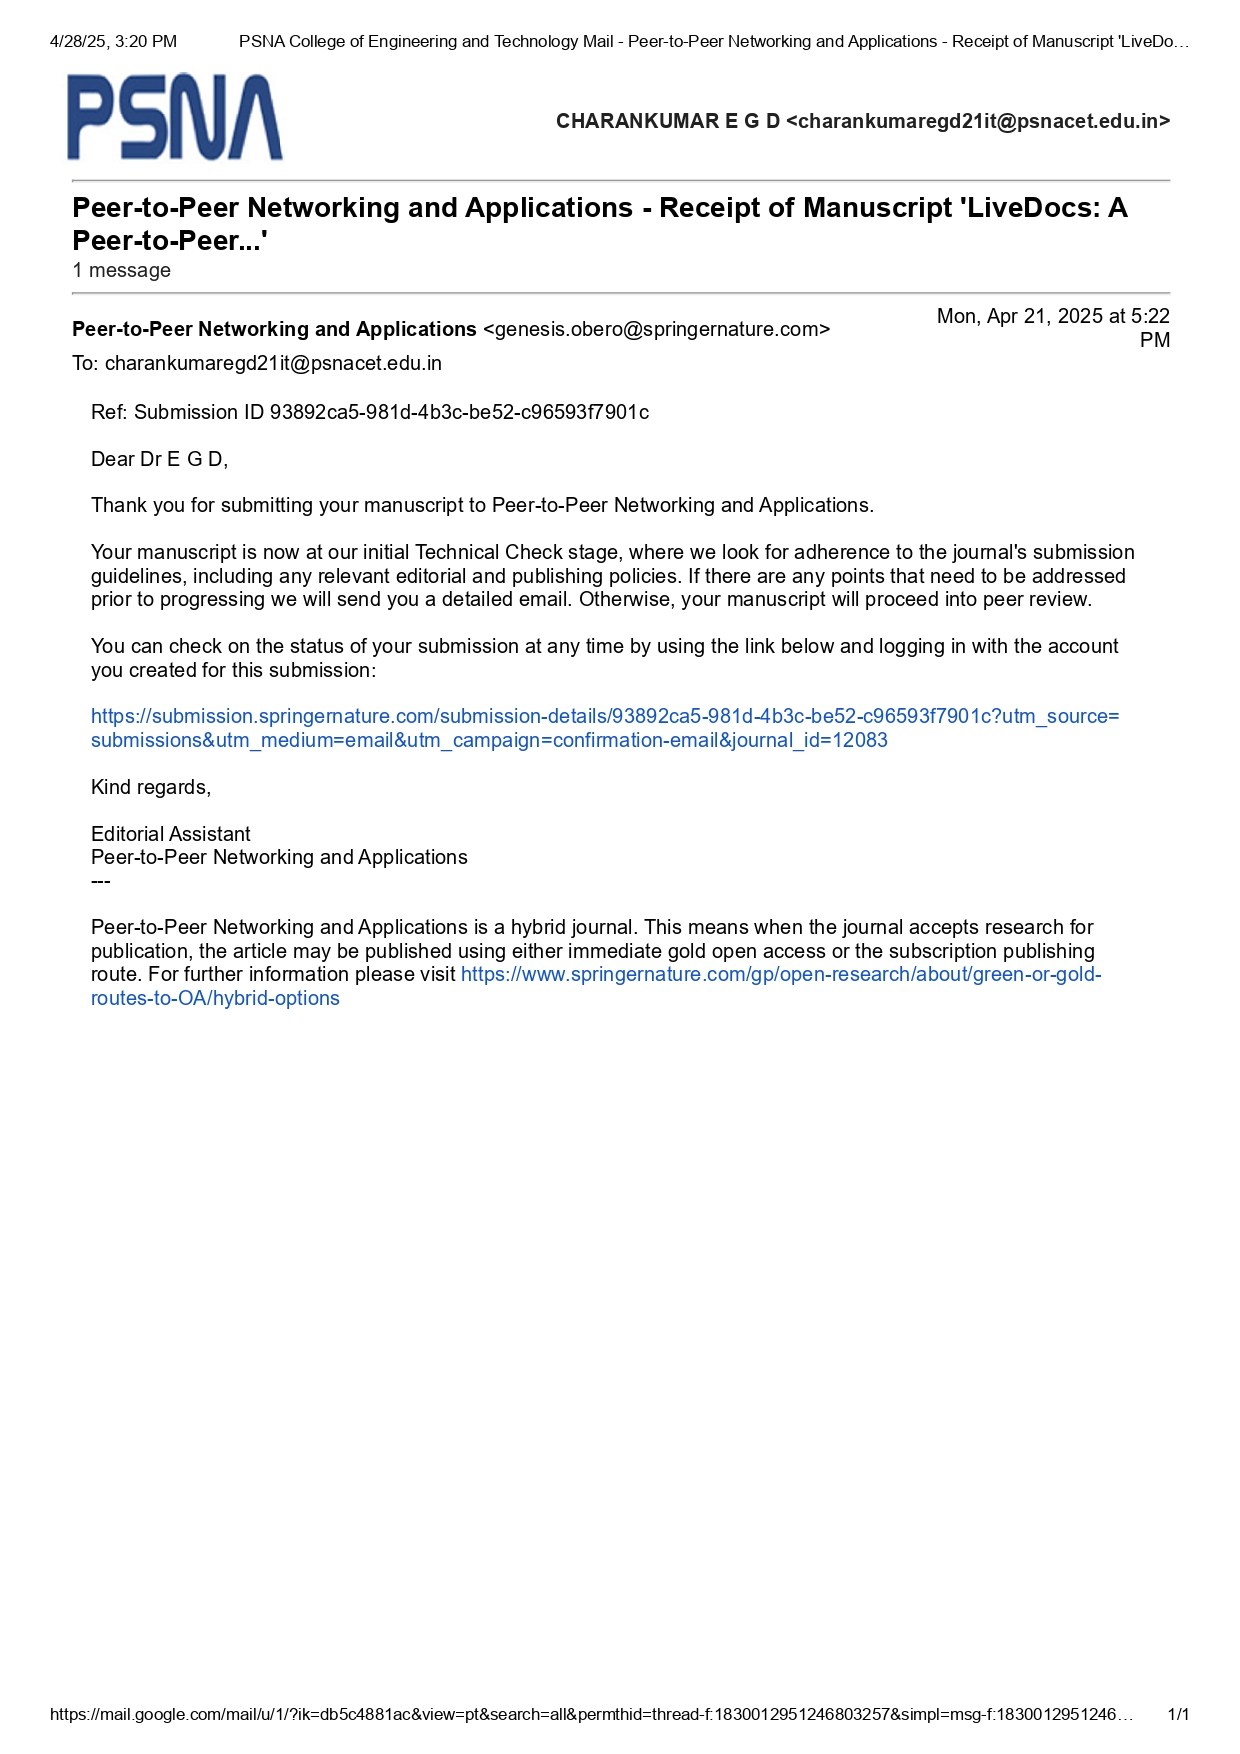 4/28/25, 3:20 PM PSNA College of Engineering and Technology Mail - Peer-to-Peer Networking and Applications - Receipt of Manuscript 'LiveDo…
PSNA
CHARANKUMAR E G D <charankumaregd21it@psnacet.edu.in>
Peer-to-Peer Networking and Applications - Receipt of Manuscript 'LiveDocs: A
Peer-to-Peer...'
1 message
Peer-to-Peer Networking and Applications <genesis.obero@springernature.com>
Mon, Apr 21, 2025 at 5:22
PM
To: charankumaregd21it@psnacet.edu.in
Ref: Submission ID 93892ca5-981d-4b3c-be52-c96593f7901c
Dear Dr E G D,
Thank you for submitting your manuscript to Peer-to-Peer Networking and Applications.
Your manuscript is now at our initial Technical Check stage, where we look for adherence to the journal's submission
guidelines, including any relevant editorial and publishing policies. If there are any points that need to be addressed
prior to progressing we will send you a detailed email. Otherwise, your manuscript will proceed into peer review.
You can check on the status of your submission at any time by using the link below and logging in with the account
you created for this submission:
https://submission.springernature.com/submission-details/93892ca5-981d-4b3c-be52-c96593f7901c?utm_source=
submissions&utm_medium=email&utm_campaign=confirmation-email&journal_id=12083
Kind regards,
Editorial Assistant
Peer-to-Peer Networking and Applications
---
Peer-to-Peer Networking and Applications is a hybrid journal. This means when the journal accepts research for
publication, the article may be published using either immediate gold open access or the subscription publishing
route. For further information please visit https://www.springernature.com/gp/open-research/about/green-or-gold-
routes-to-OA/hybrid-options
https://mail.google.com/mail/u/1/?ik=db5c4881ac&view=pt&search=all&permthid=thread-f:1830012951246803257&simpl=msg-f:1830012951246… 1/1